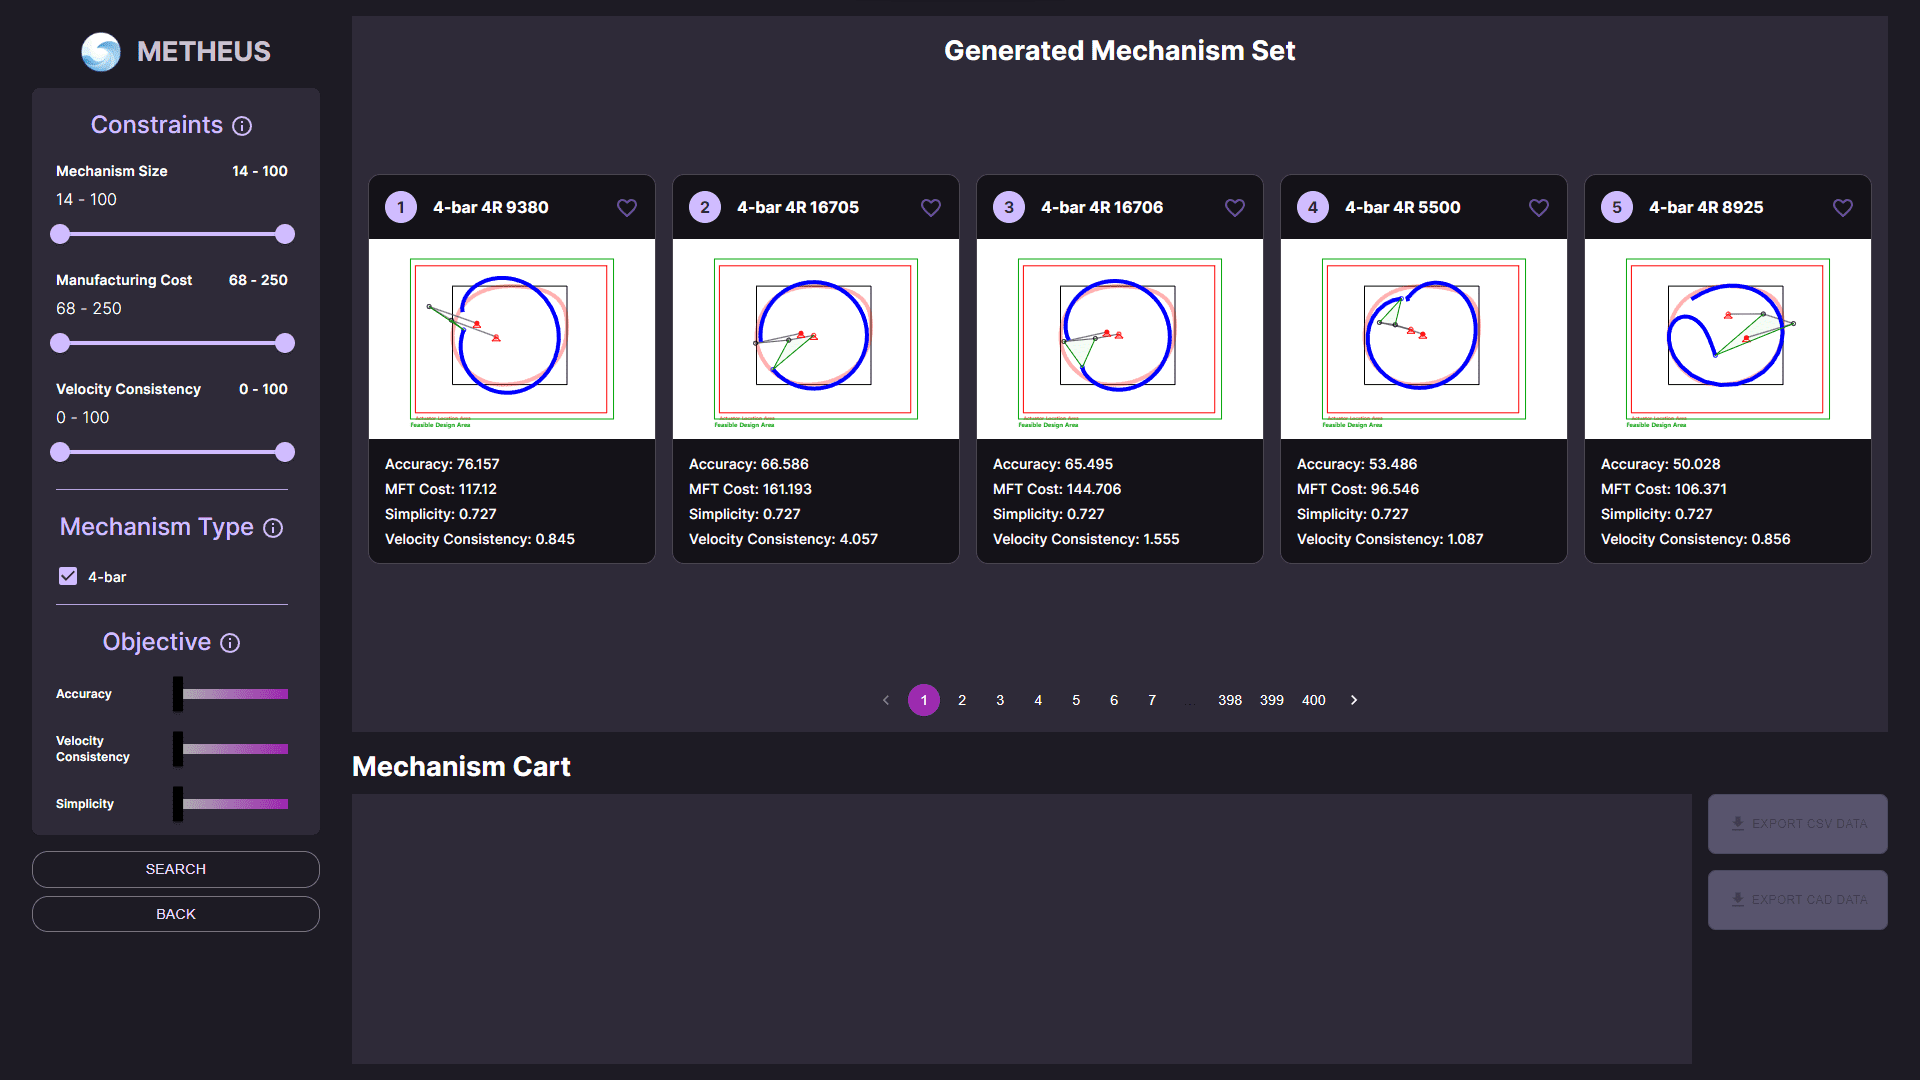 METHEUS
Constraints
Mechanism Size 14 - 100
14 - 100
Manufacturing Cost 68 - 250
68 - 250
Velocity Consistency 0 - 100
0 - 100
Mechanism Type
4-bar
Objective
Accuracy
Velocity
Consistency
Simplicity
SEARCH
BACK
Generated Mechanism Set
1 4-bar 4R 9380
Actuator Location Area
Feasible Design Area
Accuracy: 76.157
MFT Cost: 117.12
Simplicity: 0.727
Velocity Consistency: 0.845
2 4-bar 4R 16705
Actuator Location Area
Feasible Design Area
Accuracy: 66.586
MFT Cost: 161.193
Simplicity: 0.727
Velocity Consistency: 4.057
3 4-bar 4R 16706
Actuator Location Area
Feasible Design Area
Accuracy: 65.495
MFT Cost: 144.706
Simplicity: 0.727
Velocity Consistency: 1.555
4 4-bar 4R 5500
Actuator Location Area
Feasible Design Area
Accuracy: 53.486
MFT Cost: 96.546
Simplicity: 0.727
Velocity Consistency: 1.087
5 4-bar 4R 8925
Actuator Location Area
Feasible Design Area
Accuracy: 50.028
MFT Cost: 106.371
Simplicity: 0.727
Velocity Consistency: 0.856
1 2 3 4 5 6 7 ... 398 399 400
Mechanism Cart
EXPORT CSV DATA
EXPORT CAD DATA